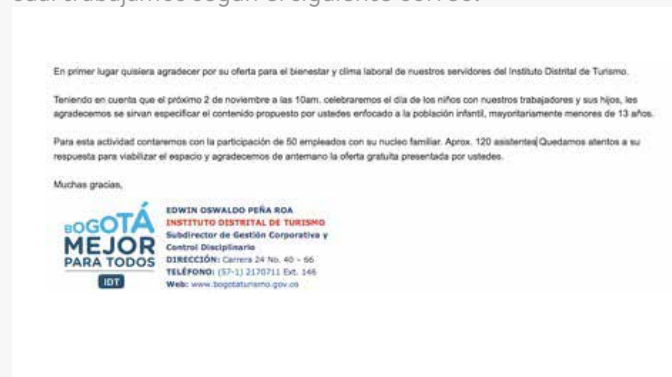 En primer lugar quisiera agradecer por su oferta para el bienestar y clima laboral de nuestros servidores del Instituto Distrital de Turismo.
Teniendo en cuenta que el próximo 2 de noviembre a las 10am. celebraremos el día de los niños con nuestros trabajadores y sus hijos, les
agradecemos se sirvan especificar el contenido propuesto por ustedes enfocado a la población infantil, mayoritariamente menores de 13 años.
Para esta actividad contaremos con la participación de 50 empleados con su nucleo familiar. Aprox. 120 asistentes Quedamos atentos a su
respuesta para viabilizar el espacio y agradecemos de antemano la oferta gratuita presentada por ustedes.
Muchas gracias,
BOGOTÁ
MEJOR
PARA TODOS
IDT
EDWIN OSWALDO PEÑA ROA
INSTITUTO DISTRITAL DE TURISMO
Subdirector de Gestión Corporativa y
Control Disciplinario
DIRECCIÓN: Carrera 24 No. 40 - 66
TELÉFONO: (57-1) 2170711 Ext. 146
Web: www.bogotaturismo.gov.co